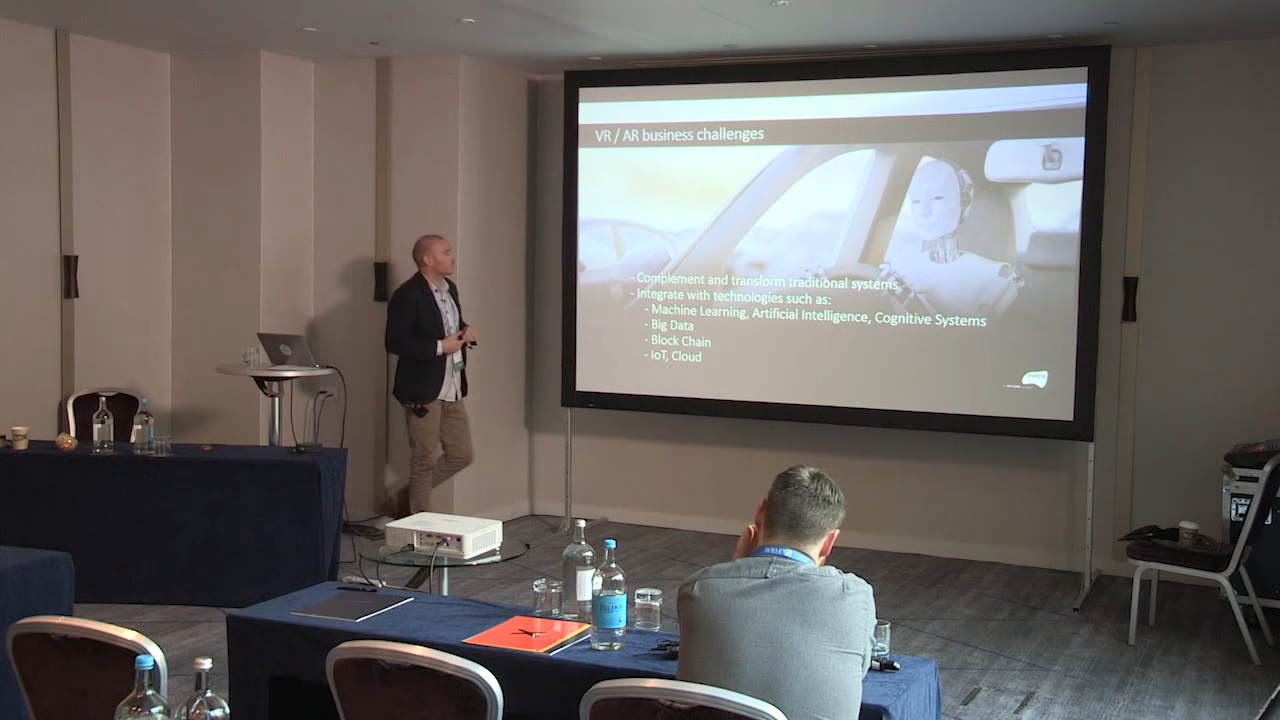 VR / AR business challenges
- Complement and transform traditional systems
- Integrate with technologies such as:
- Machine Learning, Artificial Intelligence, Cognitive Systems
- Big Data
- Block Chain
- IoT, Cloud
HILDON